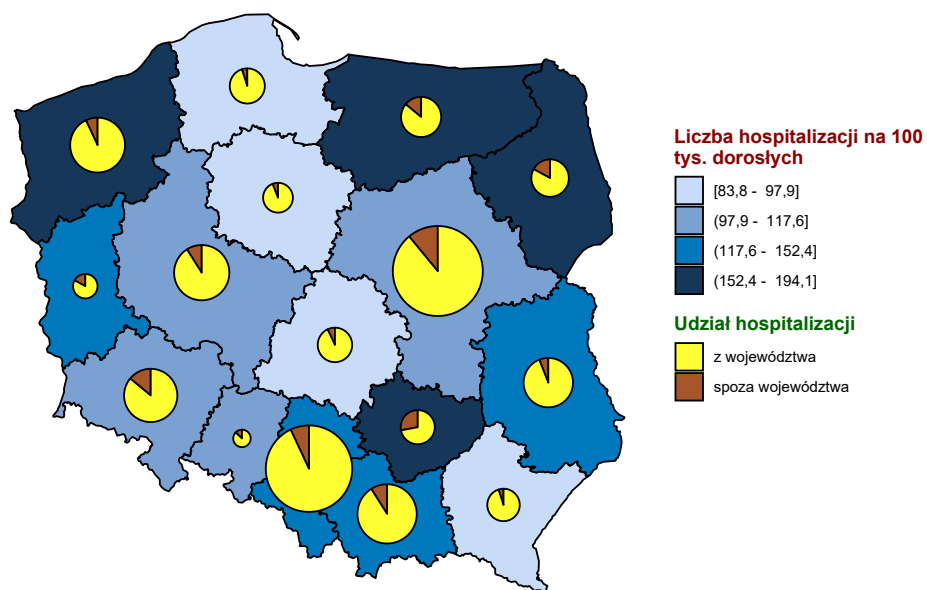 Liczba hospitalizacji na 100
tys. dorosłych
[83,8 - 97,9]
(97,9 - 117,6]
(117,6 - 152,4]
(152,4 - 194,1]
Udział hospitalizacji
z województwa
spoza województwa